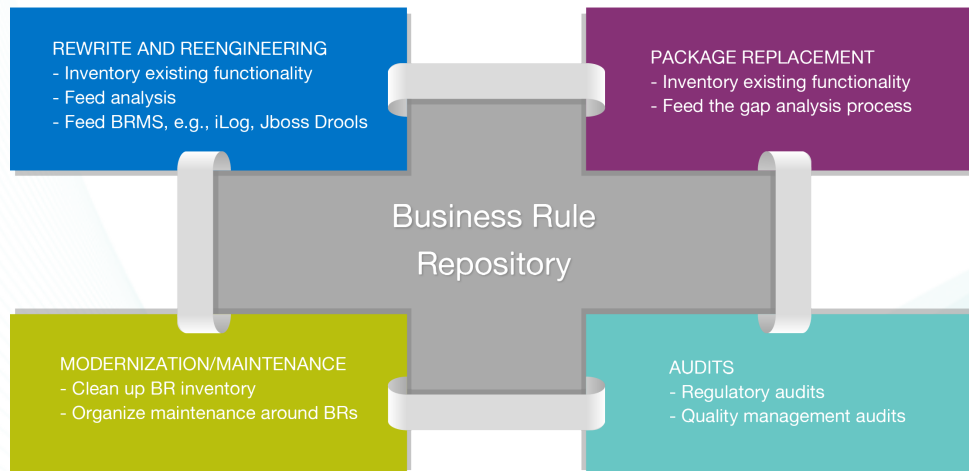 REWRITE AND REENGINEERING
- Inventory existing functionality
- Feed analysis
- Feed BRMS, e.g., iLog, Jboss Drools
PACKAGE REPLACEMENT
- Inventory existing functionality
- Feed the gap analysis process
Business Rule
Repository
MODERNIZATION/MAINTENANCE
- Clean up BR inventory
- Organize maintenance around BRs
AUDITS
- Regulatory audits
- Quality management audits